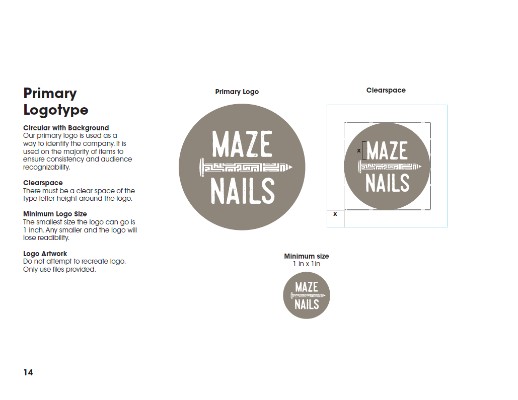 Primary
Logotype
Circular with Background
Our primary logo is used as a
way to identify the company. It is
used on the majority of items to
ensure consistency and audience
recognizability.
Clearspace
There must be a clear space of the
Type letter height around the logo.
Minimum Logo Size
The smallest size the logo can go is
1 inch. Any smaller and the logo will
lose readibility.
Logo Artwork
Do not attempt to recreate logo.
Only use files provided.
Primary Logo
MAZE
NAILS
Clearspace
x
MAZE
NAILS
x
Minimum size
1 in x 1in
MAZE
NAILS
14